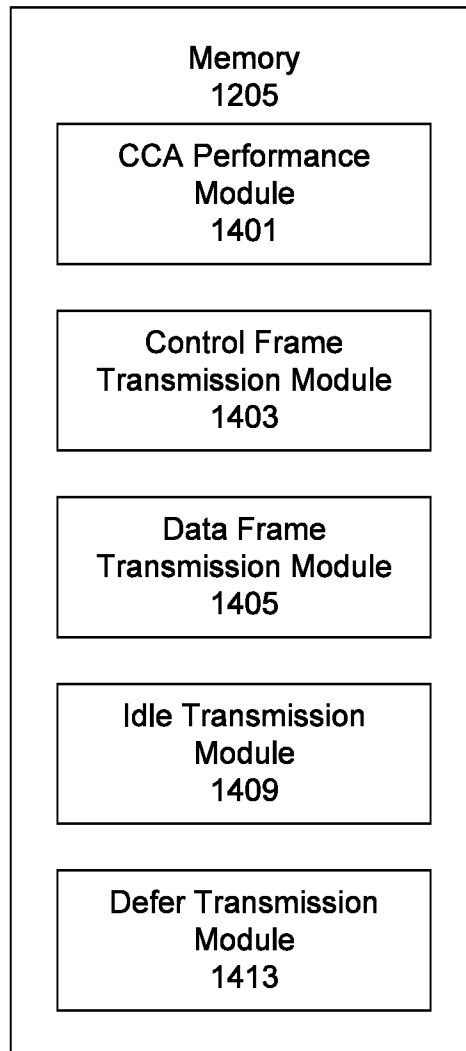 Memory
1205
CCA Performance
Module
1401
Control Frame
Transmission Module
1403
Data Frame
Transmission Module
1405
Idle Transmission
Module
1409
Defer Transmission
Module
1413